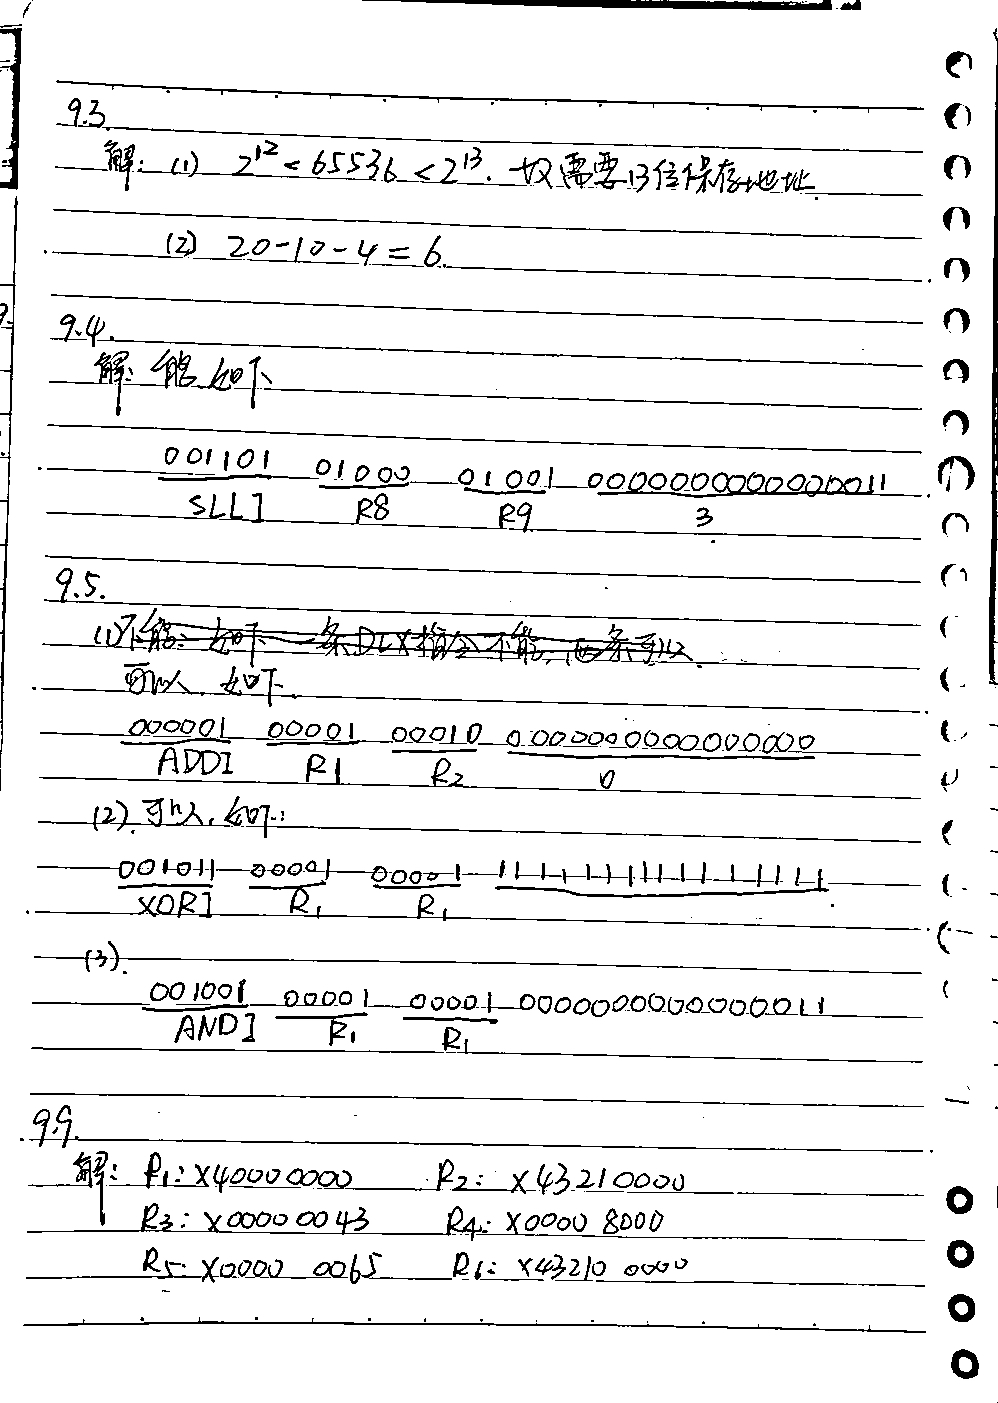 9.3.
解: (1) 2^12 < 65536 < 2^13. 故需要13位保存地址.
(2) 20-10-4=6.
9.4.
解: 能, 如下
001101 01000 01001 0000000000000011
SLLI R8 R9 3
9.5.
(1)不能: 如下 一条DLX指令不能, 两条可以
可以, 如下.
000001 00001 00010 0000000000000000
ADDI R1 R2 0
(2). 可以, 如下:
001011 00001 00001 1111111111111111
XORI R1 R1
(3).
001001 00001 00001 0000000000000011
ANDI R1 R1
9.9.
解: R1: x40000000 R2: x43210000
R3: x00000043 R4: x00008000
R5: x0000 0065 R6: x43210 0000